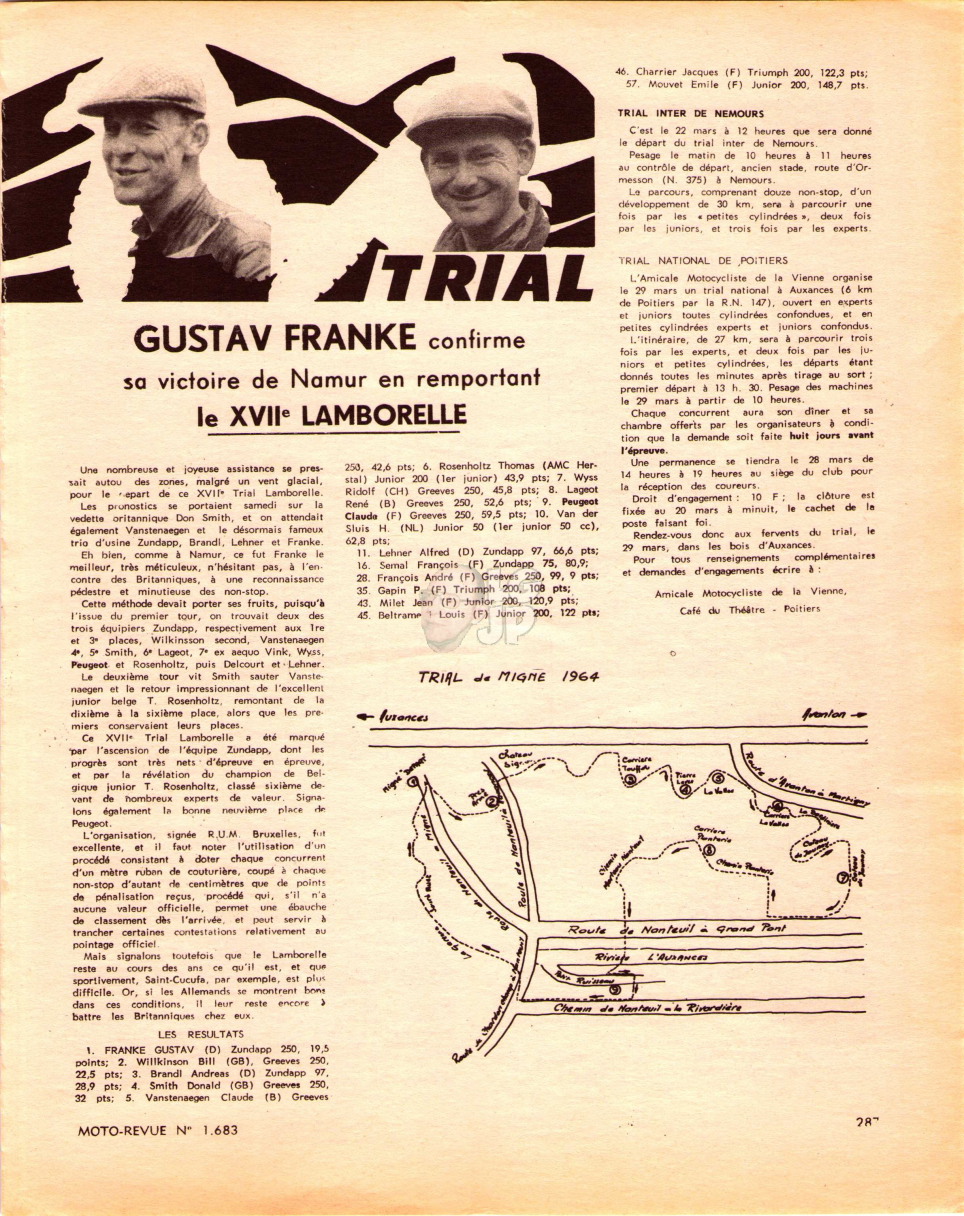 TRIAL
GUSTAV FRANKE confirme
sa victoire de Namur en remportant
le XVIIe LAMBORELLE
Une nombreuse et joyeuse assistance se pres-
sait autou des zones, malgré un vent glacial,
pour le départ de ce XVIIe Trial Lamborelle.
Les pronostics se portaient samedi sur la
vedette britannique Don Smith, et on attendait
également Vanstenaegen et le désormais fameux
trio d'usine Zundapp, Brandl, Lehner et Franke.
Eh bien, comme à Namur, ce fut Franke le
meilleur, très méticuleux, n'hésitant pas, à l'en-
contre des Britanniques, à une reconnaissance
pédestre et minutieuse des non-stop.
Cette méthode devait porter ses fruits, puisqu'à
l'issue du premier tour, on trouvait deux des
trois équipiers Zundapp, respectivement aux 1re
et 3e places, Wilkinsson second, Vanstenaegen
4e, 5e Smith, 6e Lageot, 7e ex aequo Vink, Wyss,
Peugeot et Rosenholtz, puis Delcourt et Lehner.
Le deuxième tour vit Smith sauter Vanste-
naegen et le retour impressionnant de l'excellent
junior belge T. Rosenholtz, remontant de la
dixième à la sixième place, alors que les pre-
miers conservaient leurs places.
Ce XVIIe Trial Lamborelle a été marqué
par l'ascension de l'équipe Zundapp, dont les
progrès sont très nets d'épreuve en épreuve,
et par la révélation du champion de Bel-
gique junior T. Rosenholtz, classé sixième de-
vant de nombreux experts de valeur. Signa-
lons également la bonne neuvième place de
Peugeot.
L'organisation, signée R.U.M. Bruxelles, fut
excellente, et il faut noter l'utilisation d'un
procédé consistant à doter chaque concurrent
d'un mètre ruban de couturière, coupé à chaque
non-stop d'autant de centimètres que de points
de pénalisation reçus, procédé qui, s'il n'a
aucune valeur officielle, permet une ébauche
de classement dès l'arrivée, et peut servir à
trancher certaines contestations relativement au
pointage officiel.
Mais signalons toutefois que le Lamborelle
reste au cours des ans ce qu'il est, et que
sportivement, Saint-Cucufa, par exemple, est plus
difficile. Or, si les Allemands se montrent bons
dans ces conditions, il leur reste encore à
battre les Britanniques chez eux.
LES RESULTATS
1. FRANKE GUSTAV (D) Zundapp 250, 19,5
points; 2. Willkinson Bill (GB), Greeves 250,
22,5 pts; 3. Brandl Andreas (D) Zundapp 97,
28,9 pts; 4. Smith Donald (GB) Greeves 250,
32 pts; 5. Vanstenaegen Claude (B) Greeves
250, 42,6 pts; 6. Rosenholtz Thomas (AMC Her-
stal) Junior 200 (1er junior) 43,9 pts; 7. Wyss
Ridolf (CH) Greeves 250, 45,8 pts; 8. Lageot
René (B) Greeves 250, 52,6 pts; 9. Peugeot
Claude (F) Greeves 250, 59,5 pts; 10. Van der
Sluis H. (NL) Junior 50 (1er junior 50 cc),
62,8 pts;
11. Lehner Alfred (D) Zundapp 97, 66,6 pts;
16. Semal François (F) Zundapp 75, 80,9;
28. François André (F) Greeves 250, 99, 9 pts;
35. Gapin P. (F) Triumph 200, 108 pts;
43. Milet Jean (F) Junior 200, 120,9 pts;
45. Beltrame Louis (F) Junior 200, 122 pts;
46. Charrier Jacques (F) Triumph 200, 122,3 pts;
57. Mouvet Emile (F) Junior 200, 148,7 pts.
TRIAL INTER DE NEMOURS
C'est le 22 mars à 12 heures que sera donné
le départ du trial inter de Nemours.
Pesage le matin de 10 heures à 11 heures
au contrôle de départ, ancien stade, route d'Or-
messon (N. 375) à Nemours.
Le parcours, comprenant douze non-stop, d'un
développement de 30 km, sera à parcourir une
fois par les « petites cylindrées », deux fois
par les juniors, et trois fois par les experts.
TRIAL NATIONAL DE POITIERS
L'Amicale Motocycliste de la Vienne organise
le 29 mars un trial national à Auxances (6 km
de Poitiers par la R.N. 147), ouvert en experts
et juniors toutes cylindrées confondues, et en
petites cylindrées experts et juniors confondus.
L'itinéraire, de 27 km, sera à parcourir trois
fois par les experts, et deux fois par les ju-
niors et petites cylindrées, les départs étant
donnés toutes les minutes après tirage au sort ;
premier départ à 13 h. 30. Pesage des machines
le 29 mars à partir de 10 heures.
Chaque concurrent aura son dîner et sa
chambre offerts par les organisateurs à condi-
tion que la demande soit faite huit jours avant
l'épreuve.
Une permanence se tiendra le 28 mars de
14 heures à 19 heures au siège du club pour
la réception des coureurs.
Droit d'engagement : 10 F ; la clôture est
fixée au 20 mars à minuit, le cachet de la
poste faisant foi.
Rendez-vous donc aux fervents du trial, le
29 mars, dans les bois d'Auxances.
Pour tous renseignements complémentaires
et demandes d'engagements écrire à :
Amicale Motocycliste de la Vienne,
Café du Théâtre - Poitiers
JP
TRIAL de MIGNÉ 1964
Auxances
Avanton
Chateau
Carriere
3
Pierre
4
5
La Vallee
Route d'Avanton à Martigny
1
2
6
Carriere
La Vallee
7
Carriere
8
Route de Nanteuil
Route de Nanteuil à Migné
Route de Nanteuil à Grand Pont
Rivière L'AUXANCES
9
Chemin de Nanteuil à la Rivardière
MOTO-REVUE N° 1.683
287